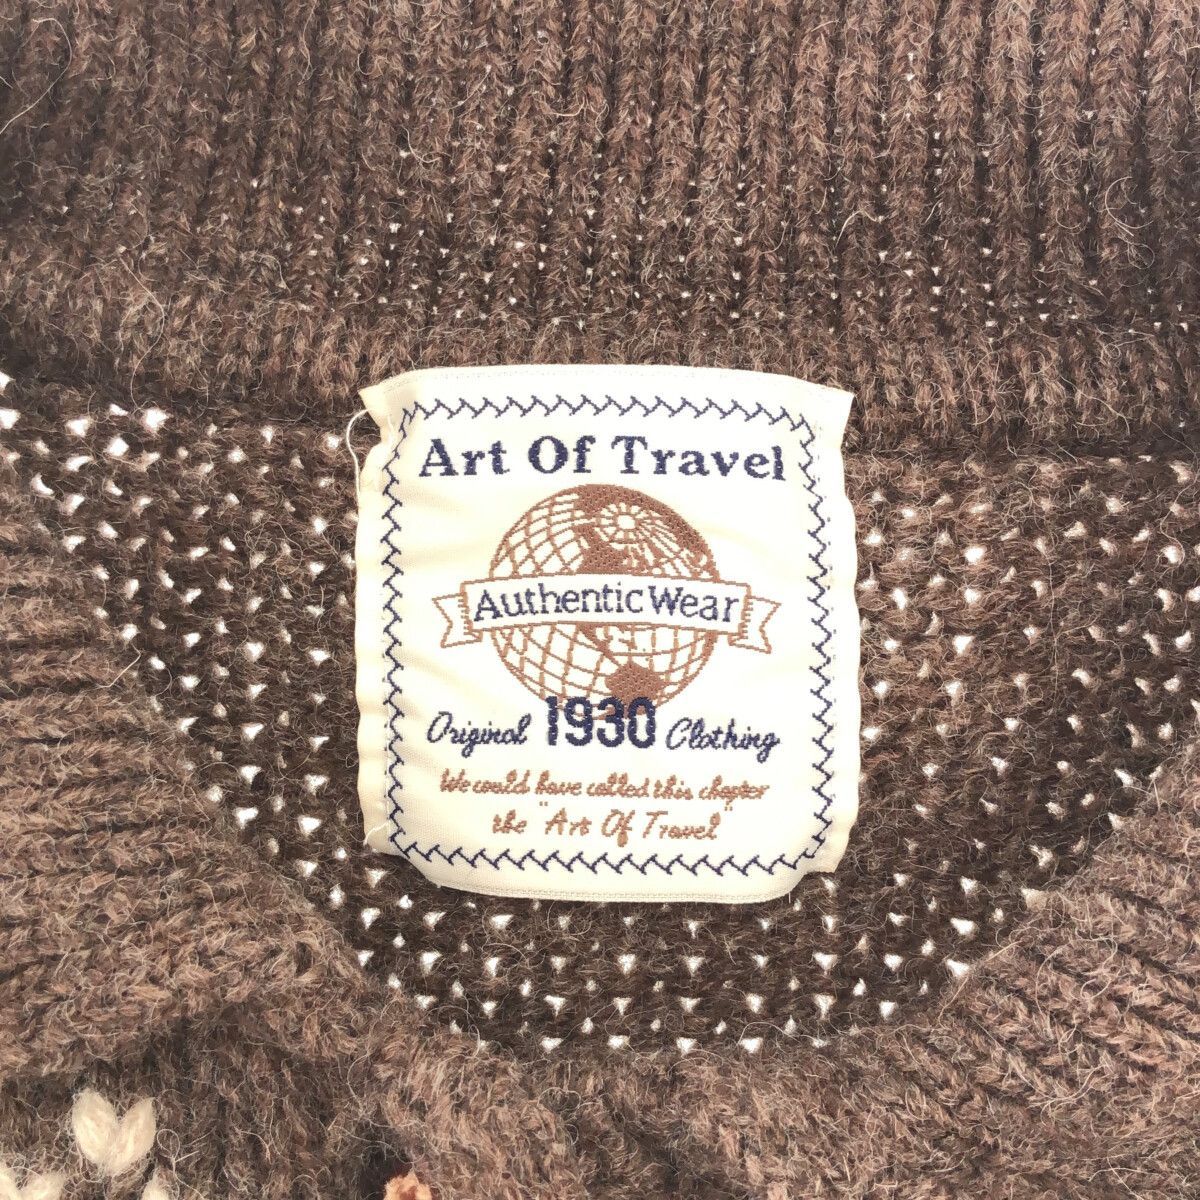 Art Of Travel
Authentic Wear
Original 1930 Clothing
We could have called this chapter
the "Art Of Travel"